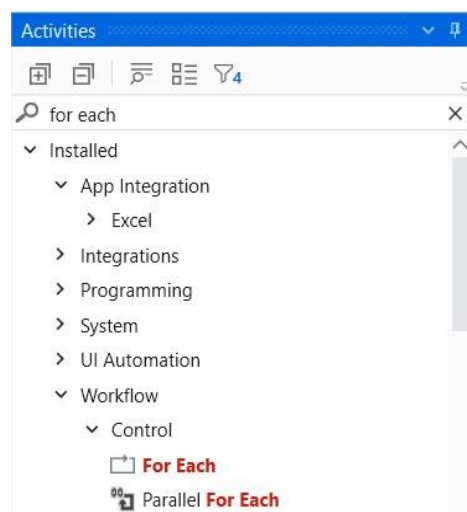 Activities
4
for each
Installed
App Integration
Excel
Integrations
Programming
System
UI Automation
Workflow
Control
For Each
Parallel For Each